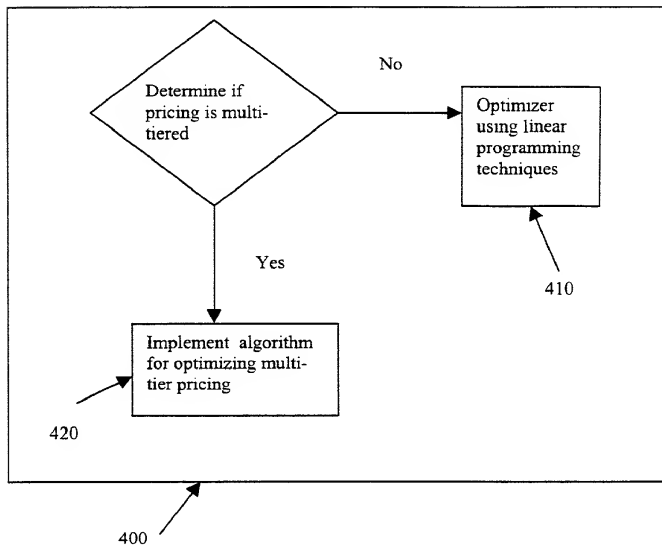 No
Determine if
pricing is multi-
tiered
Optimizer
using linear
programming
techniques
Yes
410
Implement algorithm
for optimizing multi-
tier pricing
420
400